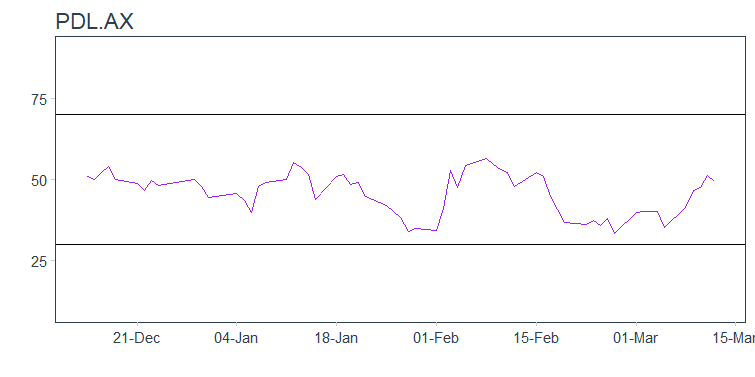 PDL.AX
75
50
25
21-Dec
04-Jan
18-Jan
01-Feb
15-Feb
01-Mar
15-Mar